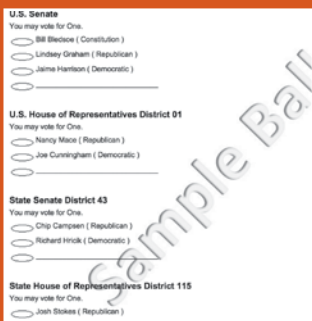 U.S. Senate
You may vote for One.
Bill Bledsoe ( Constitution )
Lindsey Graham ( Republican )
Jaime Harrison ( Democratic )
U.S. House of Representatives District 01
You may vote for One.
Nancy Mace ( Republican )
Joe Cunningham ( Democratic )
State Senate District 43
You may vote for One.
Chip Campsen ( Republican )
Richard Hricik ( Democratic )
State House of Representatives District 115
You may vote for One.
Josh Stokes ( Republican )
Sample Ball